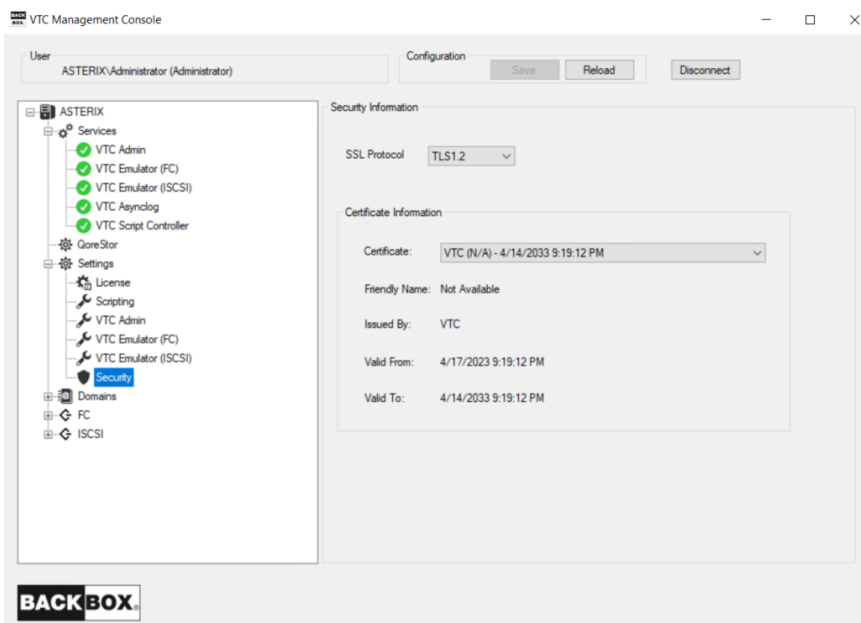 BACK BOX. VTC Management Console
User
ASTERIX\Administrator (Administrator)
Configuration
Save
Reload
Disconnect
ASTERIX
Services
VTC Admin
VTC Emulator (FC)
VTC Emulator (ISCSI)
VTC Asynclog
VTC Script Controller
QoreStor
Settings
License
Scripting
VTC Admin
VTC Emulator (FC)
VTC Emulator (ISCSI)
Security
Domains
FC
ISCSI
Security Information
SSL Protocol TLS1.2
Certificate Information
Certificate: VTC (N/A) - 4/14/2033 9:19:12 PM
Friendly Name: Not Available
Issued By: VTC
Valid From: 4/17/2023 9:19:12 PM
Valid To: 4/14/2033 9:19:12 PM
BACKBOX®